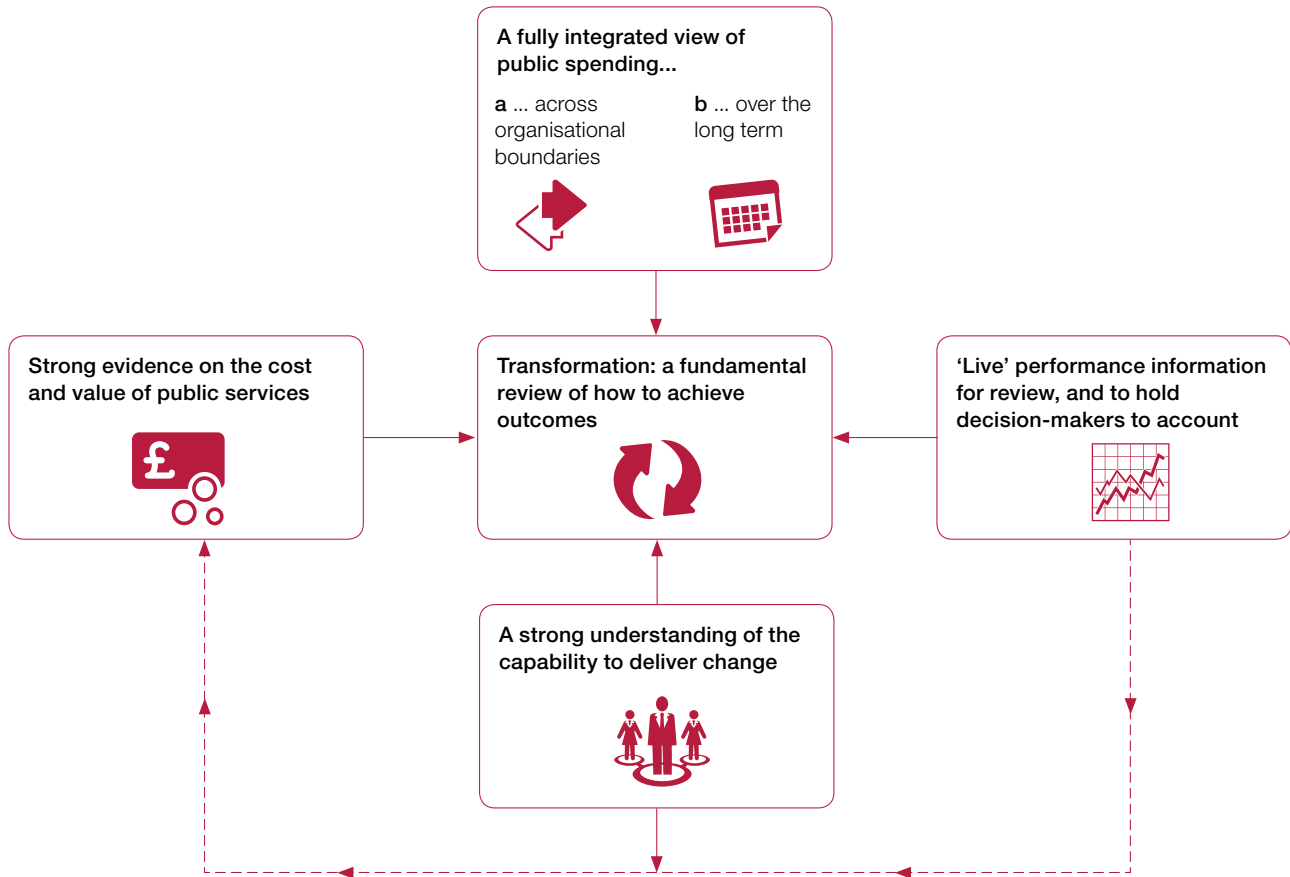 A fully integrated view of
public spending...
a ... across
organisational
boundaries
b ... over the
long term
Strong evidence on the cost
and value of public services
£
Transformation: a fundamental
review of how to achieve
outcomes
‘Live’ performance information
for review, and to hold
decision-makers to account
A strong understanding of the
capability to deliver change